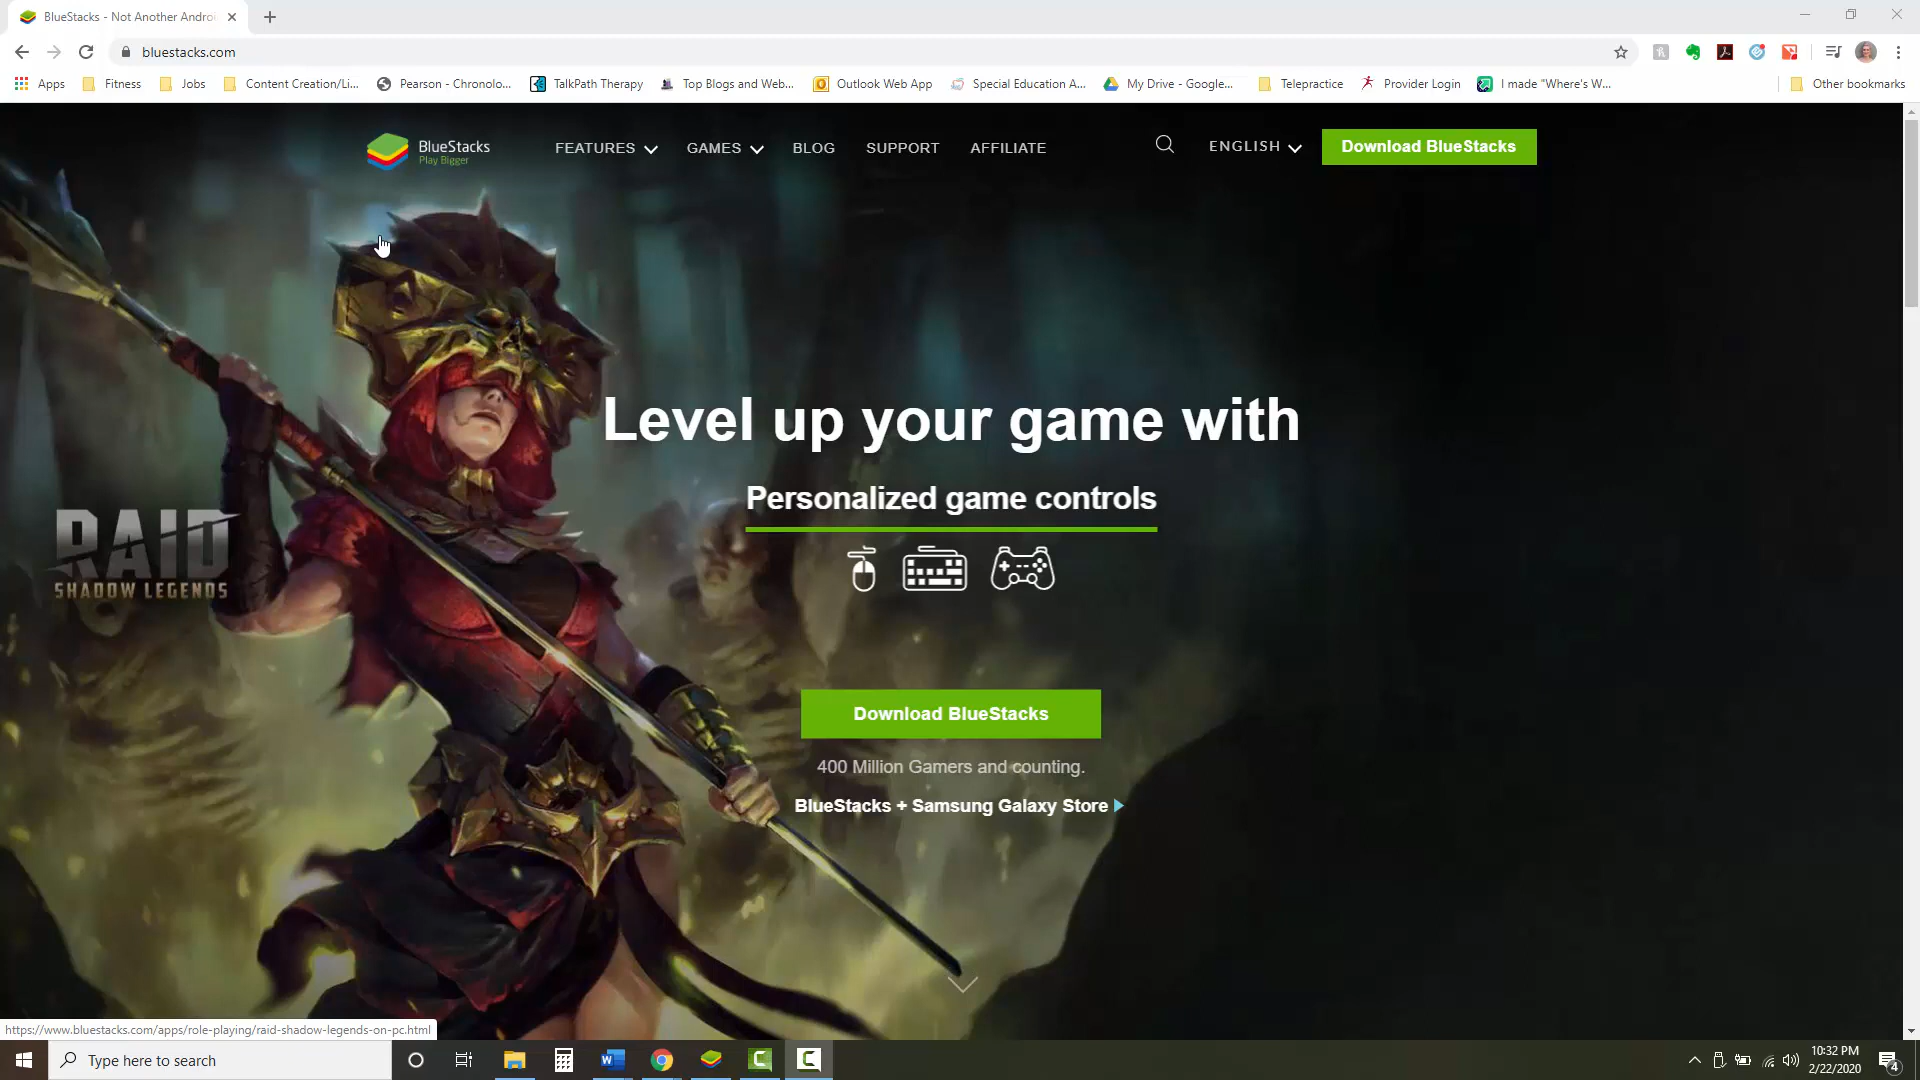 BlueStacks - Not Another Andro
bluestacks.com
Apps
Fitness
Jobs
Content Creation/Li...
Pearson - Chronolo...
TalkPath Therapy
Top Blogs and Web...
Outlook Web App
Special Education A...
My Drive - Google...
Telepractice
Provider Login
I made "Where's W...
Other bookmarks
BlueStacks
Play Bigger
FEATURES
GAMES
BLOG
SUPPORT
AFFILIATE
ENGLISH
Download BlueStacks
Level up your game with
Personalized game controls
RAID
SHADOW LEGENDS
Download BlueStacks
400 Million Gamers and counting.
BlueStacks + Samsung Galaxy Store
https://www.bluestacks.com/apps/role-playing/raid-shadow-legends-on-pc.html
Type here to search
10:32 PM
2/22/2020
4